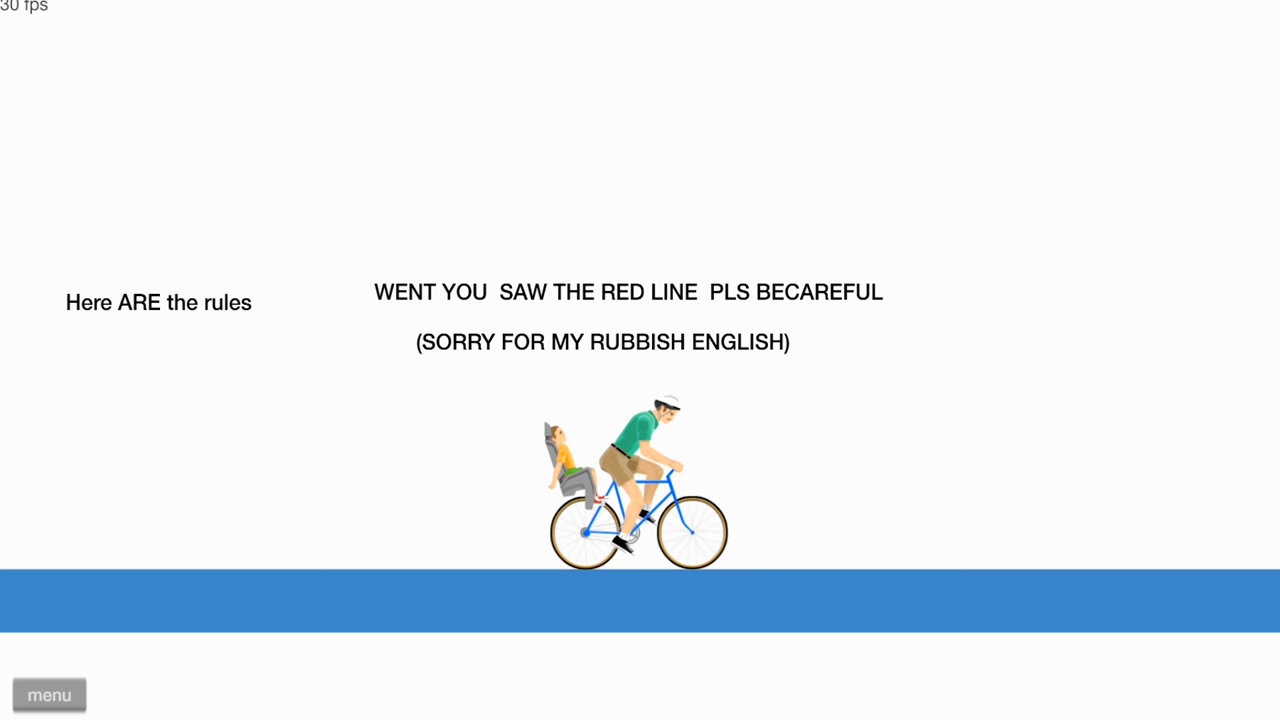 30 fps
Here ARE the rules
WENT YOU  SAW THE RED LINE  PLS BECAREFUL
(SORRY FOR MY RUBBISH ENGLISH)
menu